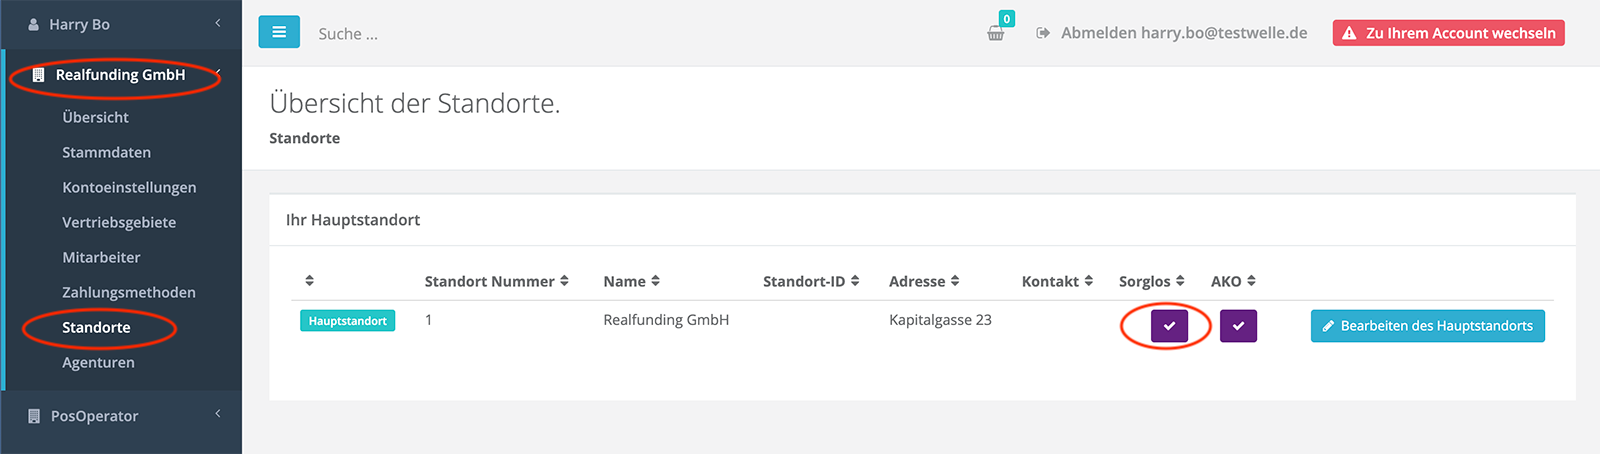 Harry Bo
Realfunding GmbH
Übersicht
Stammdaten
Kontoeinstellungen
Vertriebsgebiete
Mitarbeiter
Zahlungsmethoden
Standorte
Agenturen
PosOperator
Suche ...
0
Abmelden harry.bo@testwelle.de
Zu Ihrem Account wechseln
Übersicht der Standorte.
Standorte
Ihr Hauptstandort
Standort Nummer Name Standort-ID Adresse Kontakt Sorglos AKO
Hauptstandort 1 Realfunding GmbH Kapitalgasse 23 Bearbeiten des Hauptstandorts